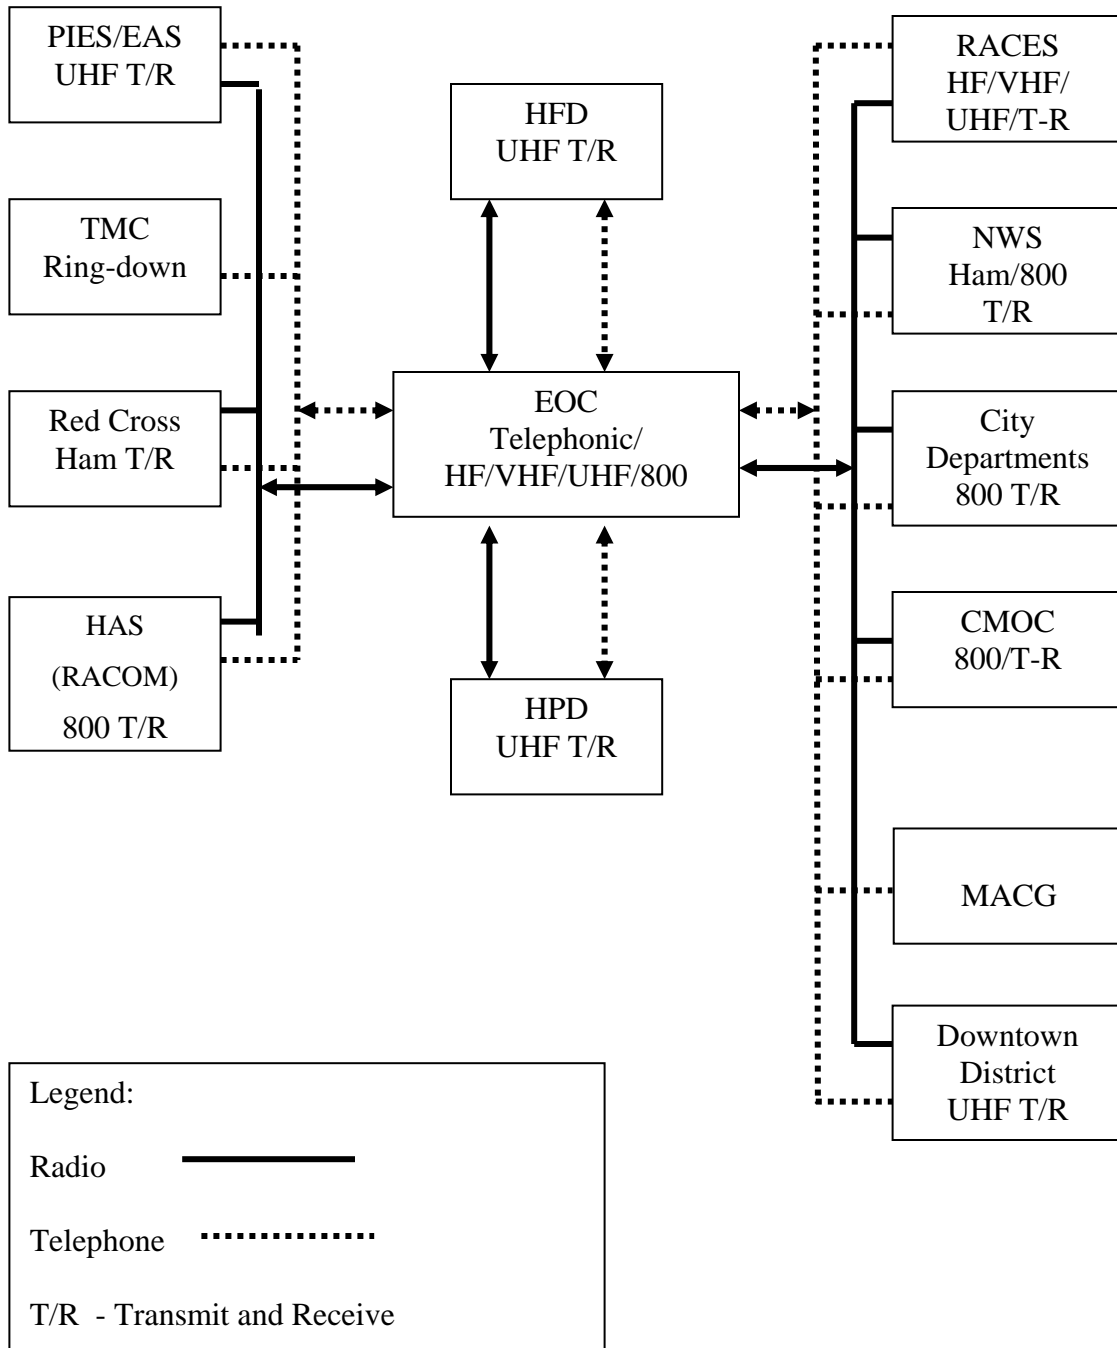 PIES/EAS
UHF T/R
TMC
Ring-down
Red Cross
Ham T/R
HAS
(RACOM)
800 T/R
HFD
UHF T/R
EOC
Telephonic/
HF/VHF/UHF/800
HPD
UHF T/R
RACES
HF/VHF/
UHF/T-R
NWS
Ham/800
T/R
City
Departments
800 T/R
CMOC
800/T-R
MACG
Downtown
District
UHF T/R
Legend:
Radio
Telephone
T/R - Transmit and Receive